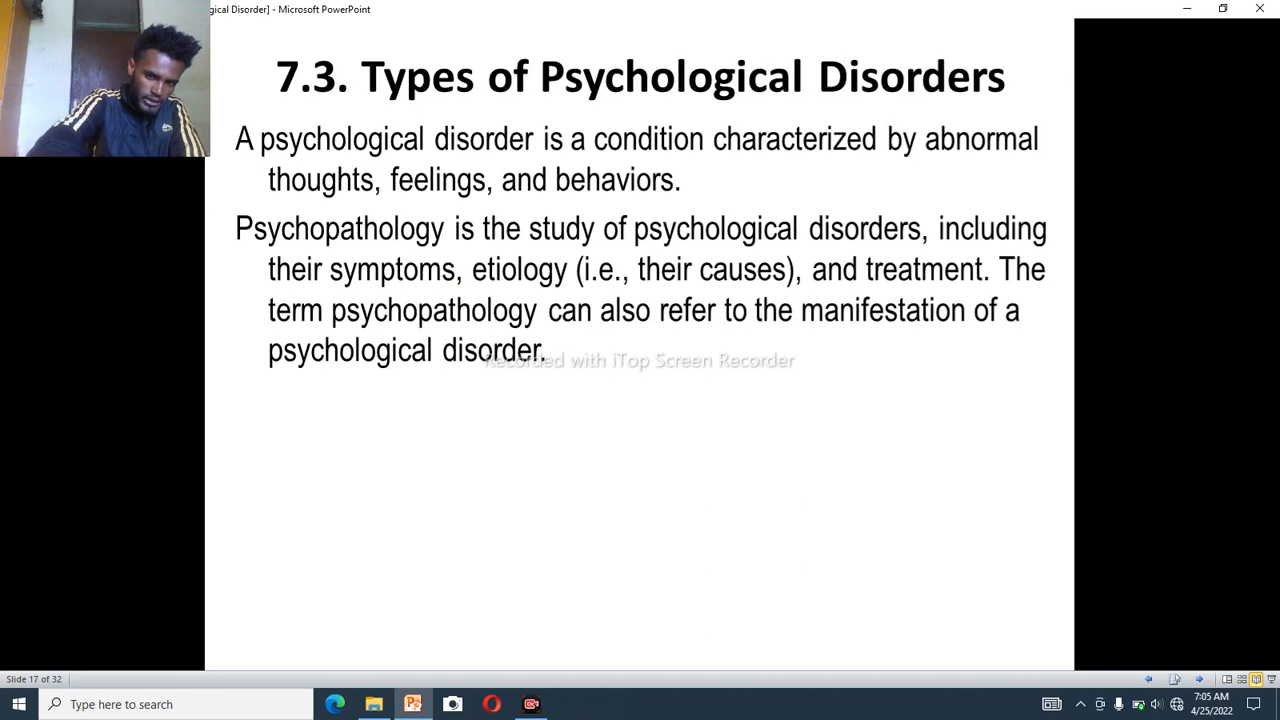 gical Disorder] - Microsoft PowerPoint
7.3. Types of Psychological Disorders
A psychological disorder is a condition characterized by abnormal
thoughts, feelings, and behaviors.
Psychopathology is the study of psychological disorders, including
their symptoms, etiology (i.e., their causes), and treatment. The
term psychopathology can also refer to the manifestation of a
psychological disorder.
Recorded with iTop Screen Recorder
Slide 17 of 32
Type here to search
7:05 AM
4/25/2022